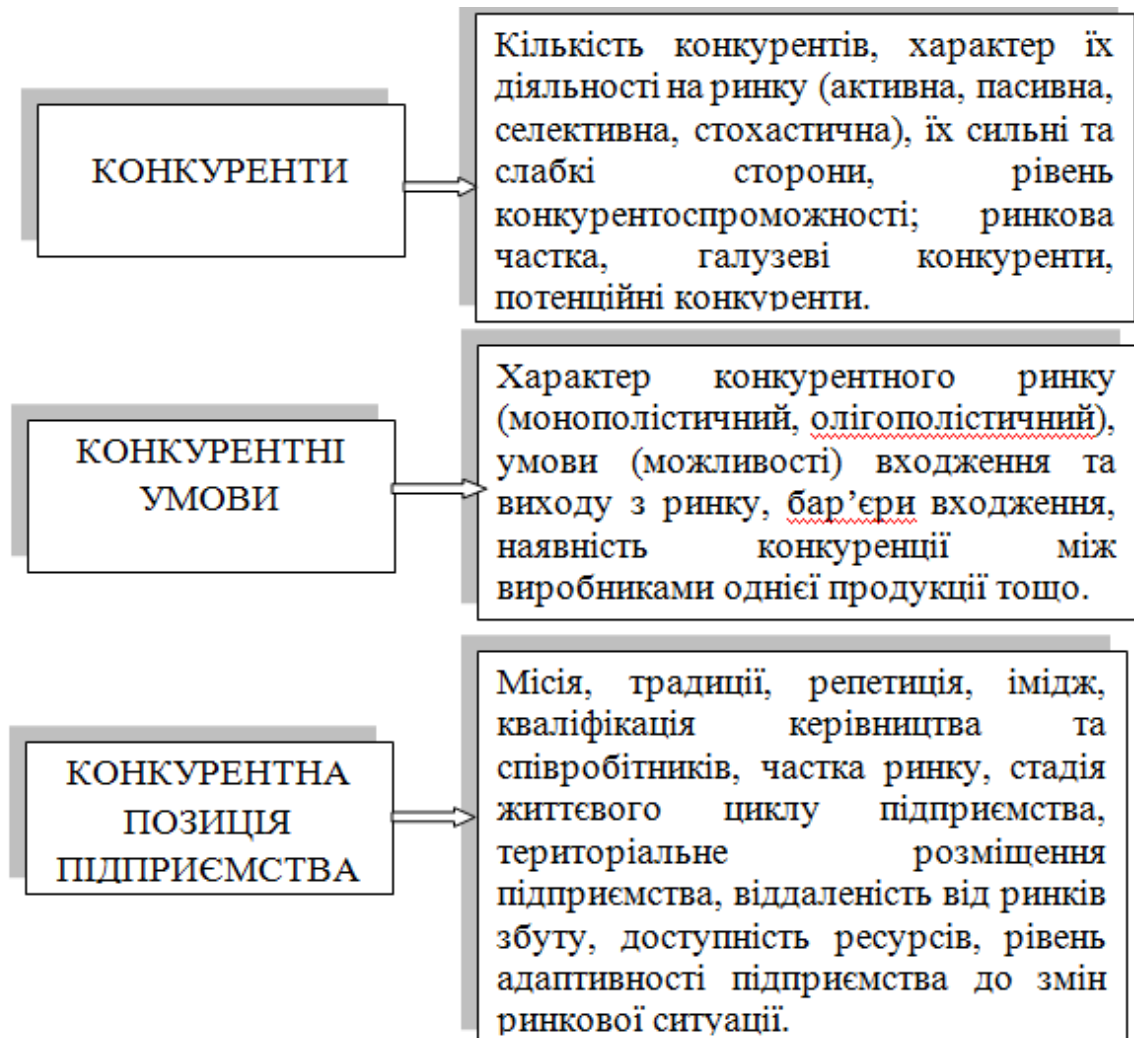 КОНКУРЕНТИ
Кількість конкурентів, характер їх
діяльності на ринку (активна, пасивна,
селективна, стохастична), їх сильні та
слабкі сторони, рівень
конкурентоспроможності; ринкова
частка, галузеві конкуренти,
потенційні конкуренти.
КОНКУРЕНТНІ
УМОВИ
Характер конкурентного ринку
(монополістичний, олігополістичний),
умови (можливості) входження та
виходу з ринку, бар’єри входження,
наявність конкуренції між
виробниками однієї продукції тощо.
КОНКУРЕНТНА
ПОЗИЦІЯ
ПІДПРИЄМСТВА
Місія, традиції, репетиція, імідж,
кваліфікація керівництва та
співробітників, частка ринку, стадія
життєвого циклу підприємства,
територіальне розміщення
підприємства, віддаленість від ринків
збуту, доступність ресурсів, рівень
адаптивності підприємства до змін
ринкової ситуації.